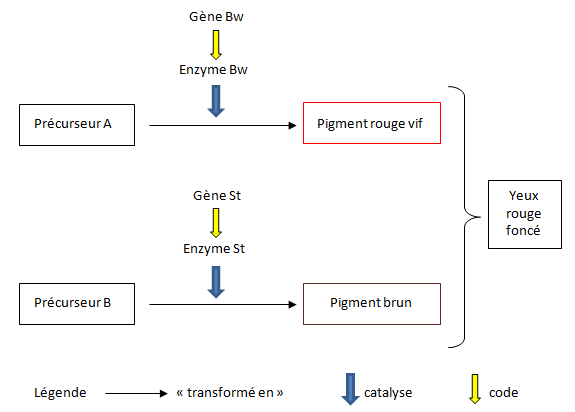 Gène Bw
Enzyme Bw
Précurseur A
Pigment rouge vif
Yeux
rouge
foncé
Gène St
Enzyme St
Précurseur B
Pigment brun
Légende
« transformé en »
catalyse
code